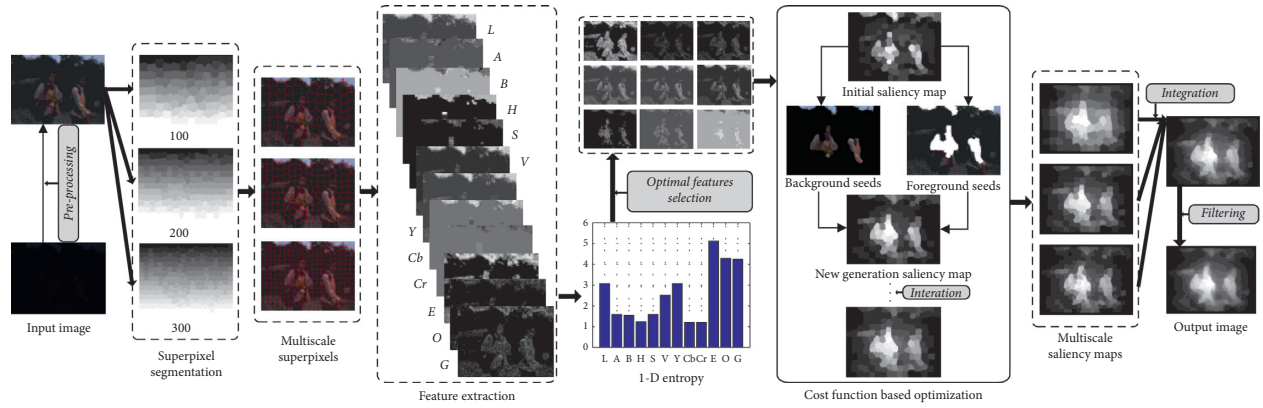 Pre-processing
Input image
100
200
300
Superpixel
segmentation
Multiscale
superpixels
L
A
B
H
S
V
Y
Cb
Cr
E
O
G
Feature extraction
Optimal features
selection
6
5
4
3
2
1
0
L A B H S V Y Cb Cr E O G
1-D entropy
Initial saliency map
Background seeds
Foreground seeds
New generation saliency map
Interation
Cost function based optimization
Multiscale
saliency maps
Integration
Filtering
Output image